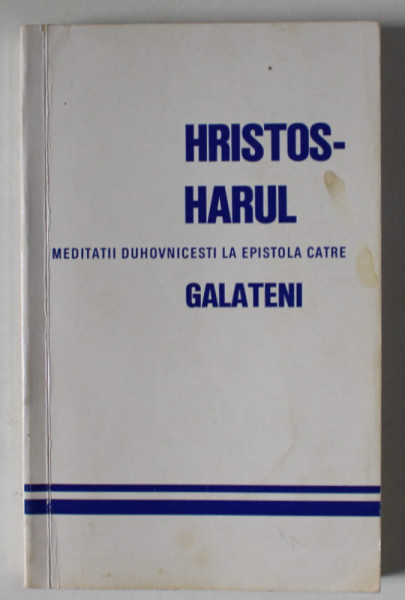 HRISTOS-
HARUL
MEDITATII DUHOVNICESTI LA EPISTOLA CATRE
GALATENI